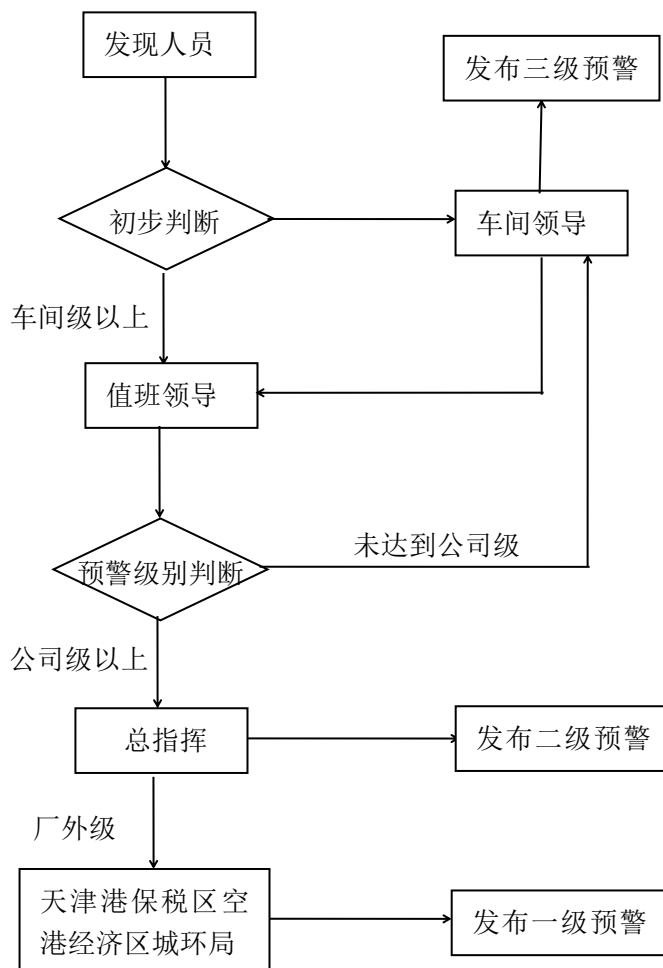 发现人员
发布三级预警
初步判断
车间领导
车间级以上
值班领导
未达到公司级
预警级别判断
公司级以上
总指挥
发布二级预警
厂外级
天津港保税区空
港经济区城环局
发布一级预警